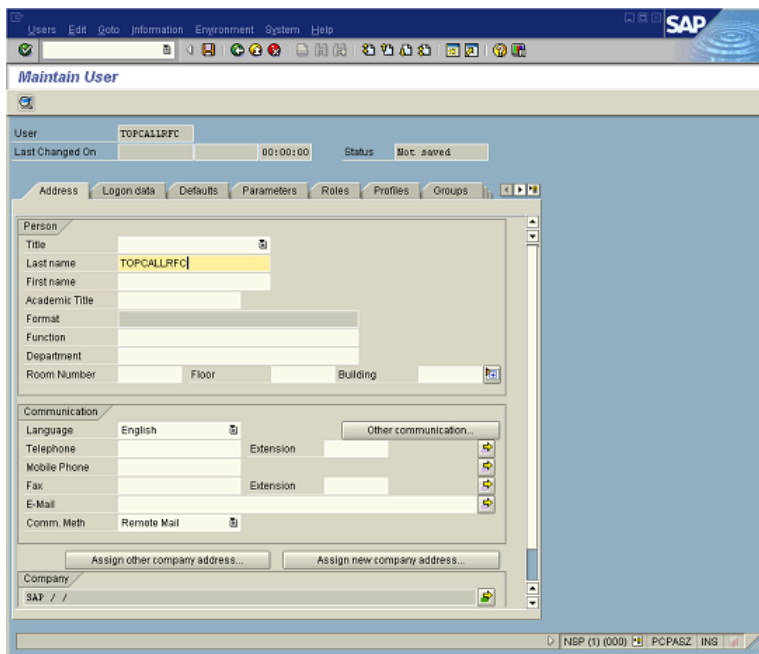 Users Edit Goto Information Environment System Help
SAP
Maintain User
User TOPCALLRFC
Last Changed On 00:00:00 Status Not saved
Address Logon data Defaults Parameters Roles Profiles Groups
Person
Title
Last name TOPCALLRFC
First name
Academic Title
Format
Function
Department
Room Number Floor Building
Communication
Language English Other communication...
Telephone Extension
Mobile Phone
Fax Extension
E-Mail
Comm. Meth Remote Mail
Assign other company address... Assign new company address...
Company
SAP / /
NSP (1) (000) PCPASZ INS